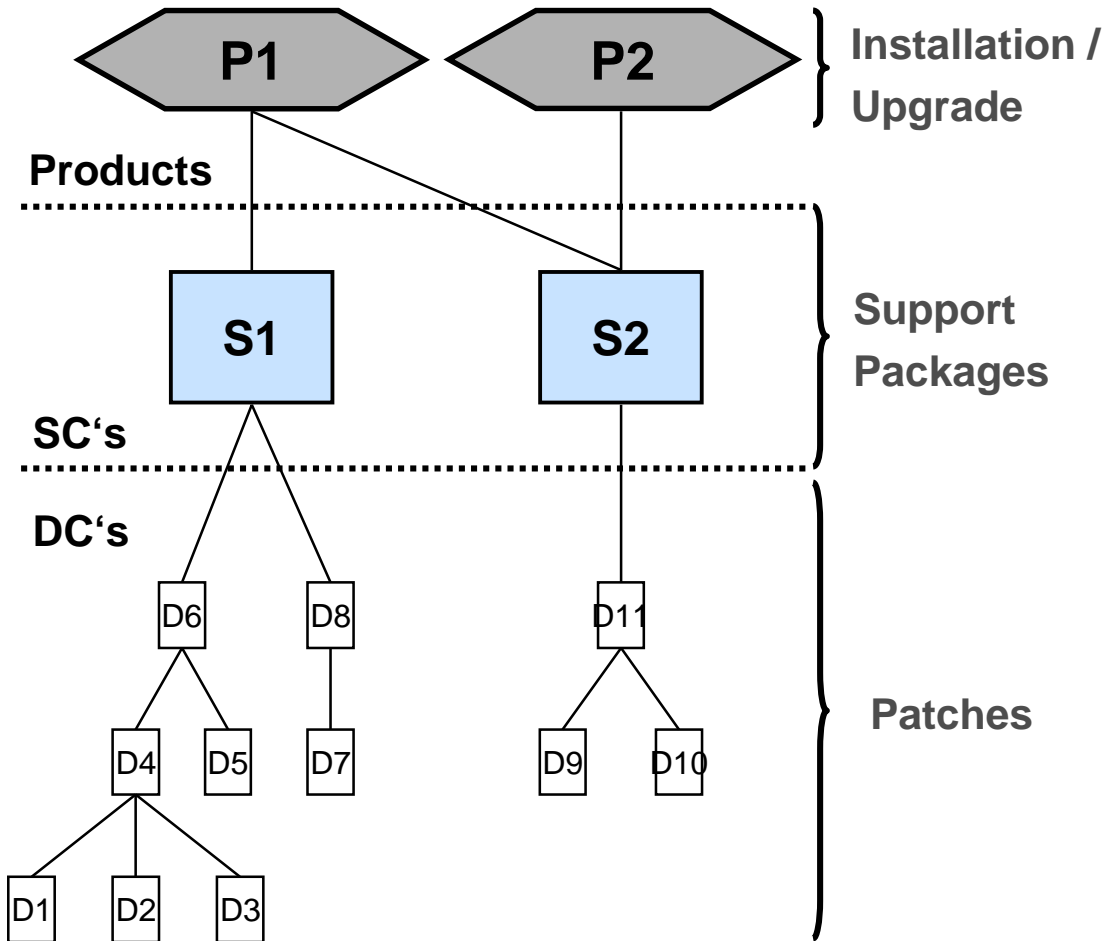 P1
P2
Installation /
Upgrade
Products
S1
S2
Support
Packages
SC‘s
DC‘s
D6
D8
D11
D4
D5
D7
D9
D10
Patches
D1
D2
D3